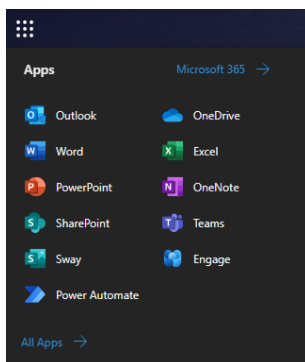 Apps Microsoft 365
Outlook OneDrive
Word Excel
PowerPoint OneNote
SharePoint Teams
Sway Engage
Power Automate
All Apps